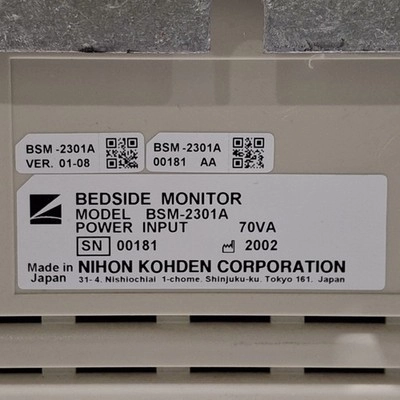 BSM -2301A
VER. 01-08
BSM -2301A
00181 AA
BEDSIDE MONITOR
MODEL BSM-2301A
POWER INPUT 70VA
SN 00181 2002
Made in Japan NIHON KOHDEN CORPORATION
31- 4. Nishiochiai 1-chome. Shinjuku-ku. Tokyo 161. Japan